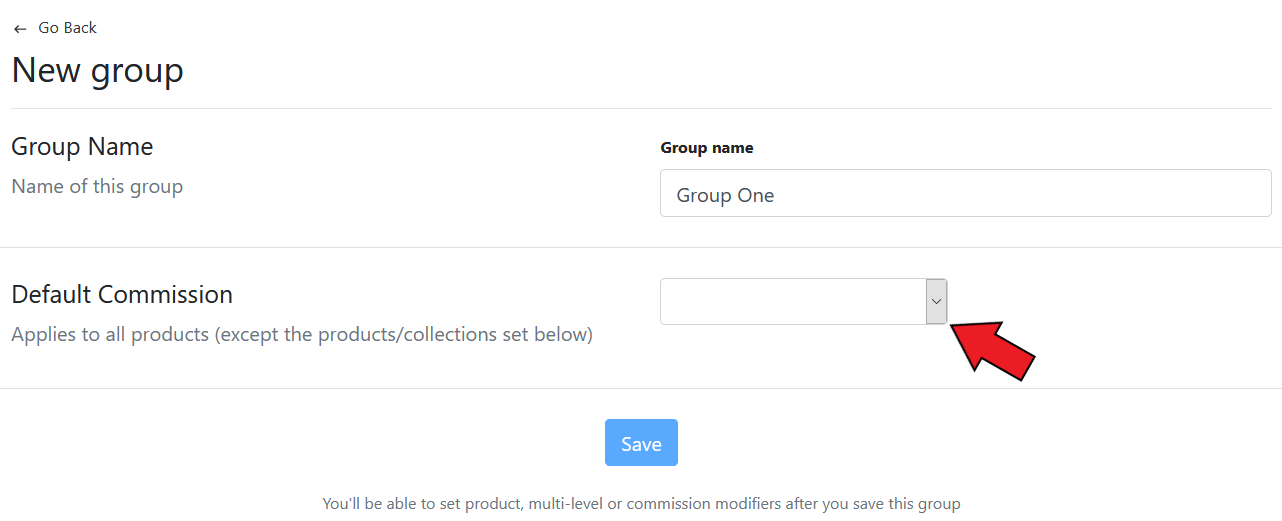 ← Go Back
New group
Group Name
Name of this group
Group name
Group One
Default Commission
Applies to all products (except the products/collections set below)
Save
You'll be able to set product, multi-level or commission modifiers after you save this group